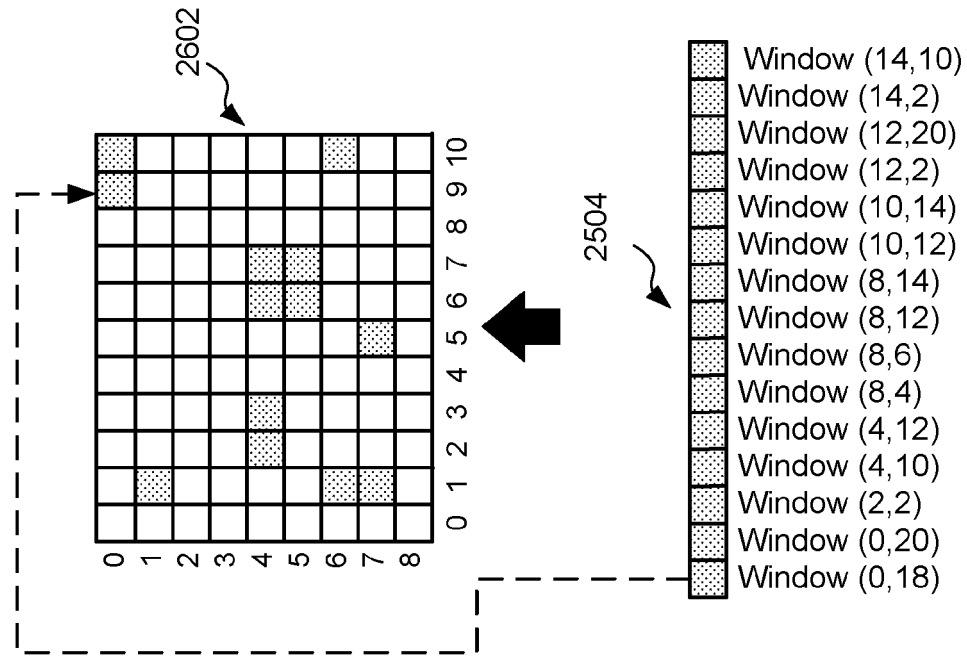 2602
10
9
8
7
6
5
4
3
2
1
0
0 1 2 3 4 5 6 7 8
2504
Window (14,10)
Window (14,2)
Window (12,20)
Window (12,2)
Window (10,14)
Window (10,12)
Window (8,14)
Window (8,12)
Window (8,6)
Window (8,4)
Window (4,12)
Window (4,10)
Window (2,2)
Window (0,20)
Window (0,18)